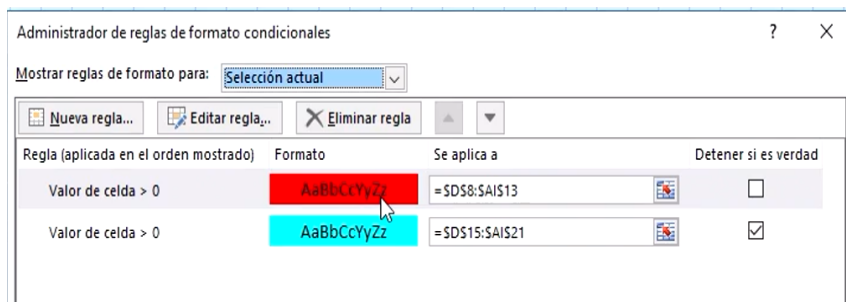 Administrador de reglas de formato condicionales ?
Mostrar reglas de formato para: Selección actual
Nueva regla... Editar regla... Eliminar regla
Regla (aplicada en el orden mostrado) Formato Se aplica a Detener si es verdad
Valor de celda > 0 AaBbCcYyZz =$D$8:$AI$13
Valor de celda > 0 AaBbCcYyZz =$D$15:$AI$21